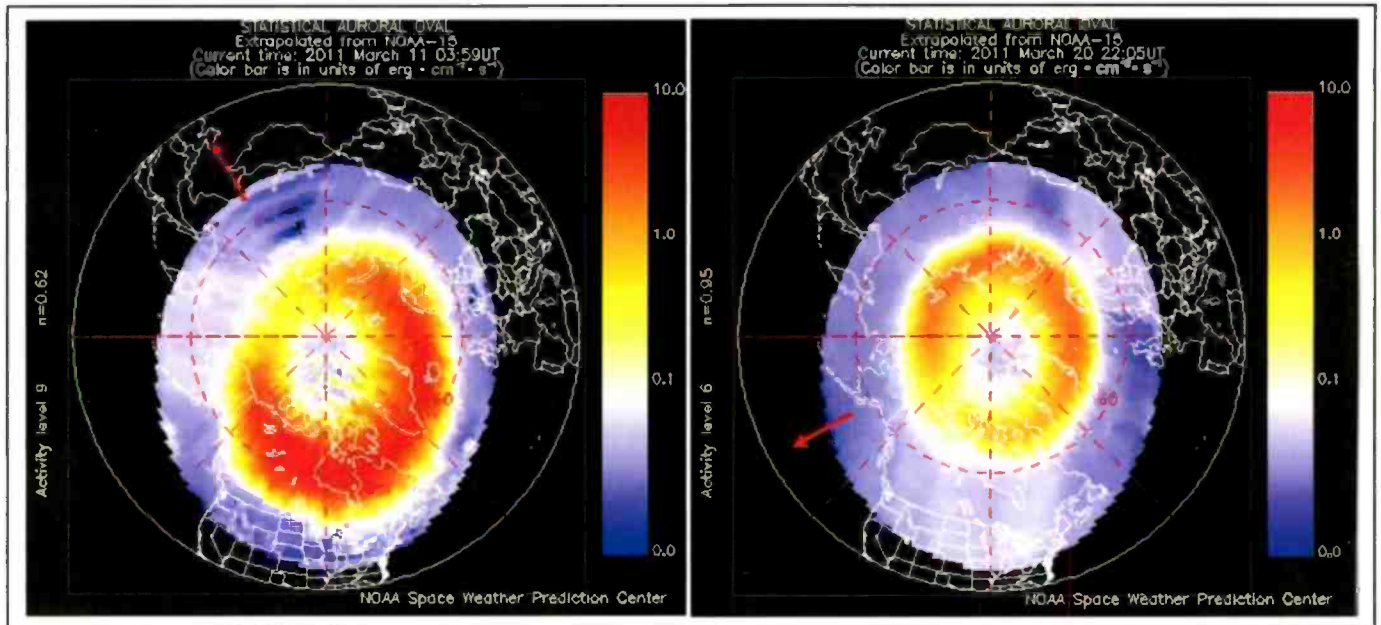 STATISTICAL AURORAL OVAL
Extrapolated from NOAA-15
Current time: 2011 March 11 03:59UT
(Color bar is in units of erg • cm⁻² • s⁻¹)
10.0
1.0
0.1
0.0
n=0.62
Activity level 9
NOAA Space Weather Prediction Center
STATISTICAL AURORAL OVAL
Extrapolated from NOAA-15
Current time: 2011 March 20 22:05UT
(Color bar is in units of erg • cm⁻² • s⁻¹)
10.0
1.0
0.1
0.0
n=0.95
Activity level 6
60
NOAA Space Weather Prediction Center